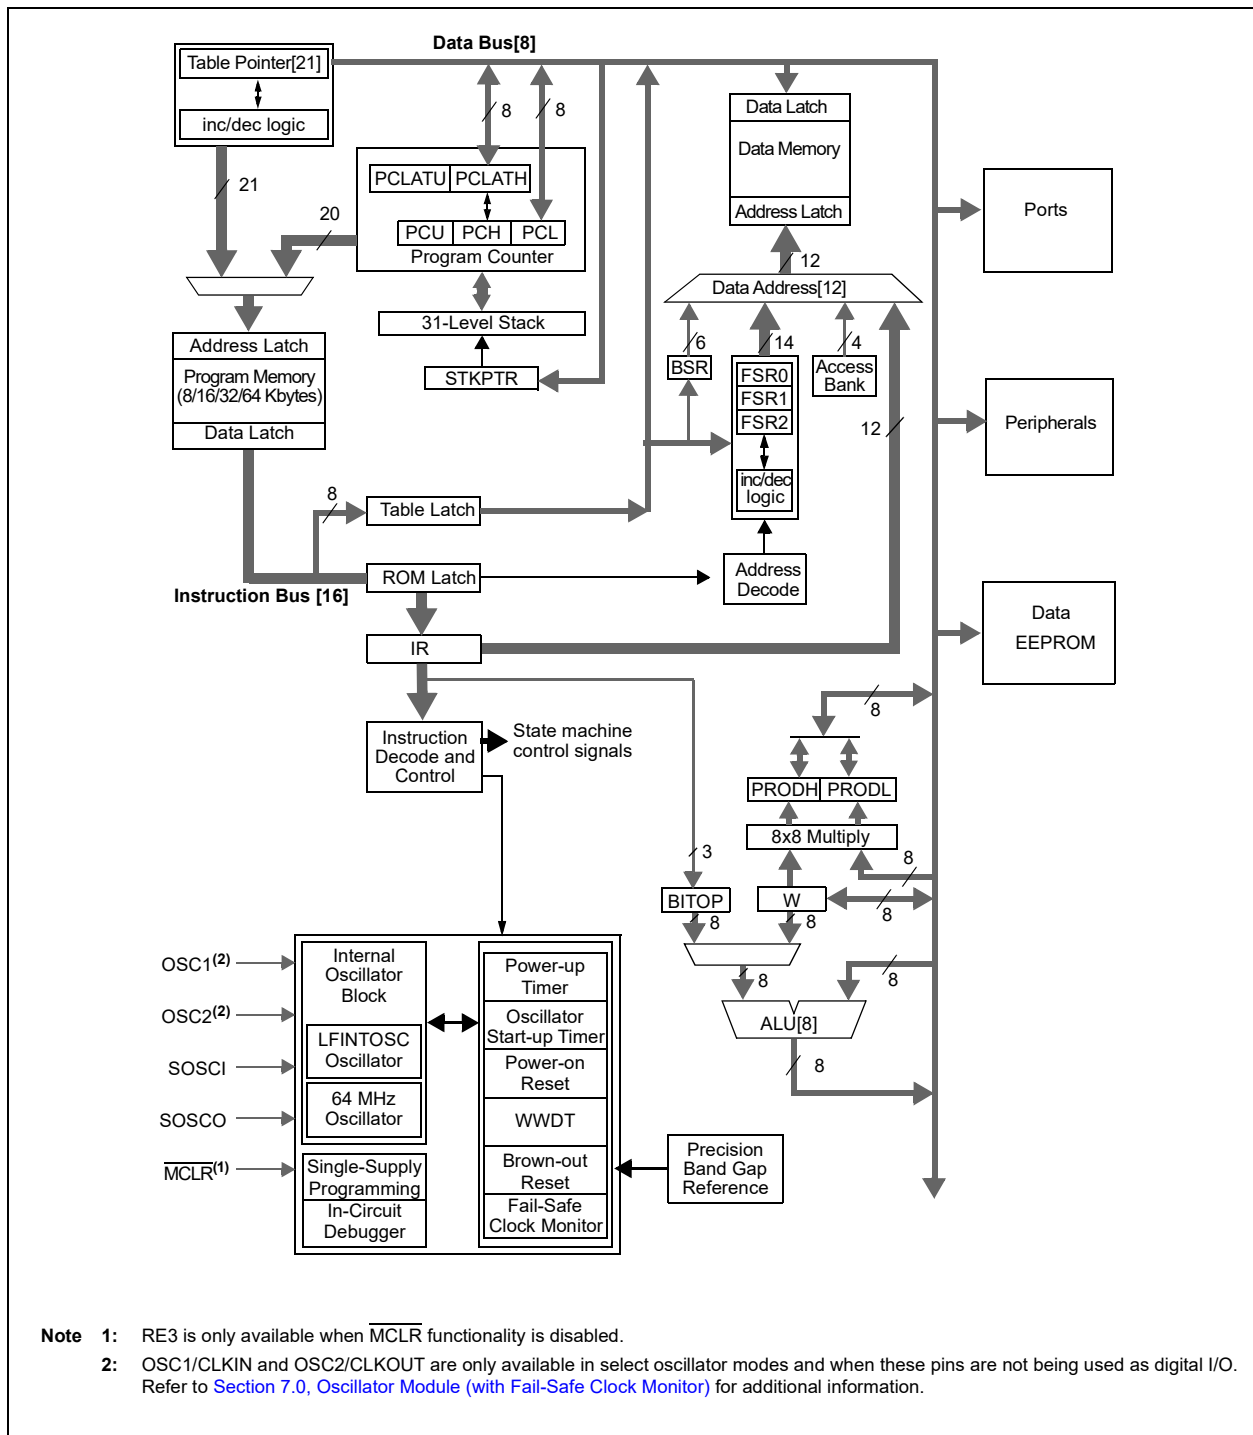 Data Bus[8]
Table Pointer[21]
inc/dec logic
21
20
8
8
PCLATU PCLATH
PCU PCH PCL
Program Counter
31-Level Stack
STKPTR
Address Latch
Program Memory
(8/16/32/64 Kbytes)
Data Latch
8
Table Latch
ROM Latch
Instruction Bus [16]
IR
Instruction
Decode and
Control
State machine
control signals
Data Latch
Data Memory
Address Latch
12
Data Address[12]
6
14
4
BSR
FSR0
FSR1
FSR2
inc/dec
logic
Access
Bank
12
Address
Decode
Ports
Peripherals
Data
EEPROM
8
PRODH PRODL
8x8 Multiply
8
3
BITOP
W
8
8
8
8
8
ALU[8]
8
OSC1(2)
OSC2(2)
SOSCI
SOSCO
MCLR(1)
Internal
Oscillator
Block
LFINTOSC
Oscillator
64 MHz
Oscillator
Single-Supply
Programming
In-Circuit
Debugger
Power-up
Timer
Oscillator
Start-up Timer
Power-on
Reset
WWDT
Brown-out
Reset
Fail-Safe
Clock Monitor
Precision
Band Gap
Reference
Note 1: RE3 is only available when MCLR functionality is disabled.
2: OSC1/CLKIN and OSC2/CLKOUT are only available in select oscillator modes and when these pins are not being used as digital I/O.
Refer to Section 7.0, Oscillator Module (with Fail-Safe Clock Monitor) for additional information.